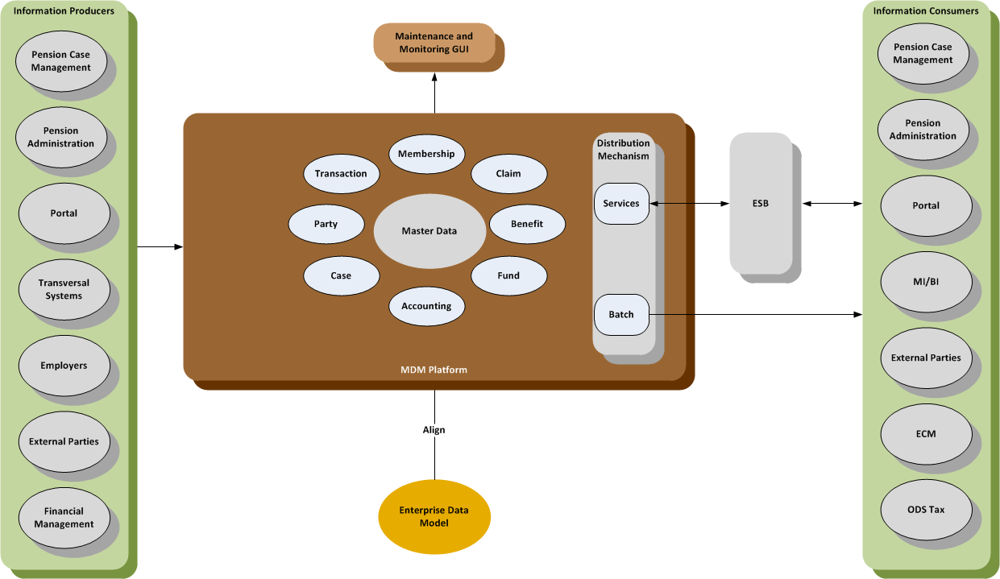 Information Producers
Pension Case
Management
Pension
Administration
Portal
Transversal
Systems
Employers
External Parties
Financial
Management
Maintenance and
Monitoring GUI
Membership
Transaction
Claim
Party
Master Data
Benefit
Case
Fund
Accounting
MDM Platform
Distribution
Mechanism
Services
Batch
ESB
Align
Enterprise Data
Model
Information Consumers
Pension Case
Management
Pension
Administration
Portal
MI/BI
External Parties
ECM
ODS Tax